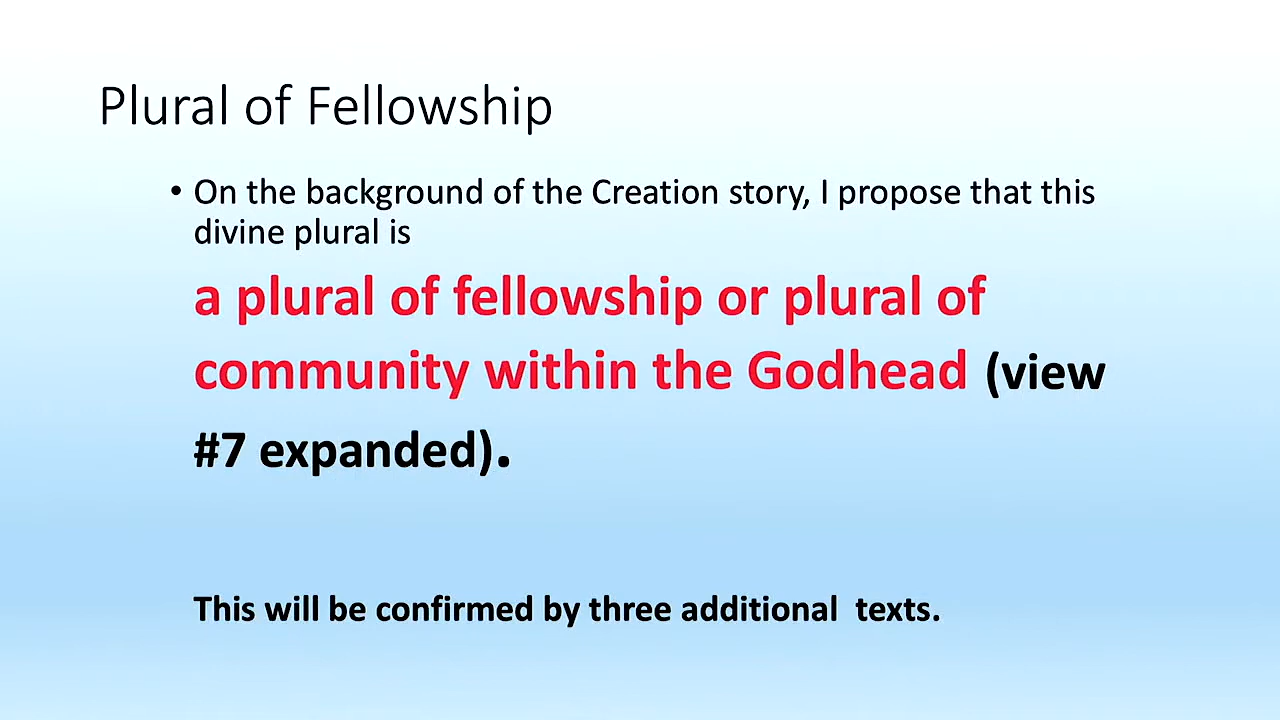 Plural of Fellowship
• On the background of the Creation story, I propose that this
divine plural is
a plural of fellowship or plural of
community within the Godhead (view
#7 expanded).
This will be confirmed by three additional  texts.